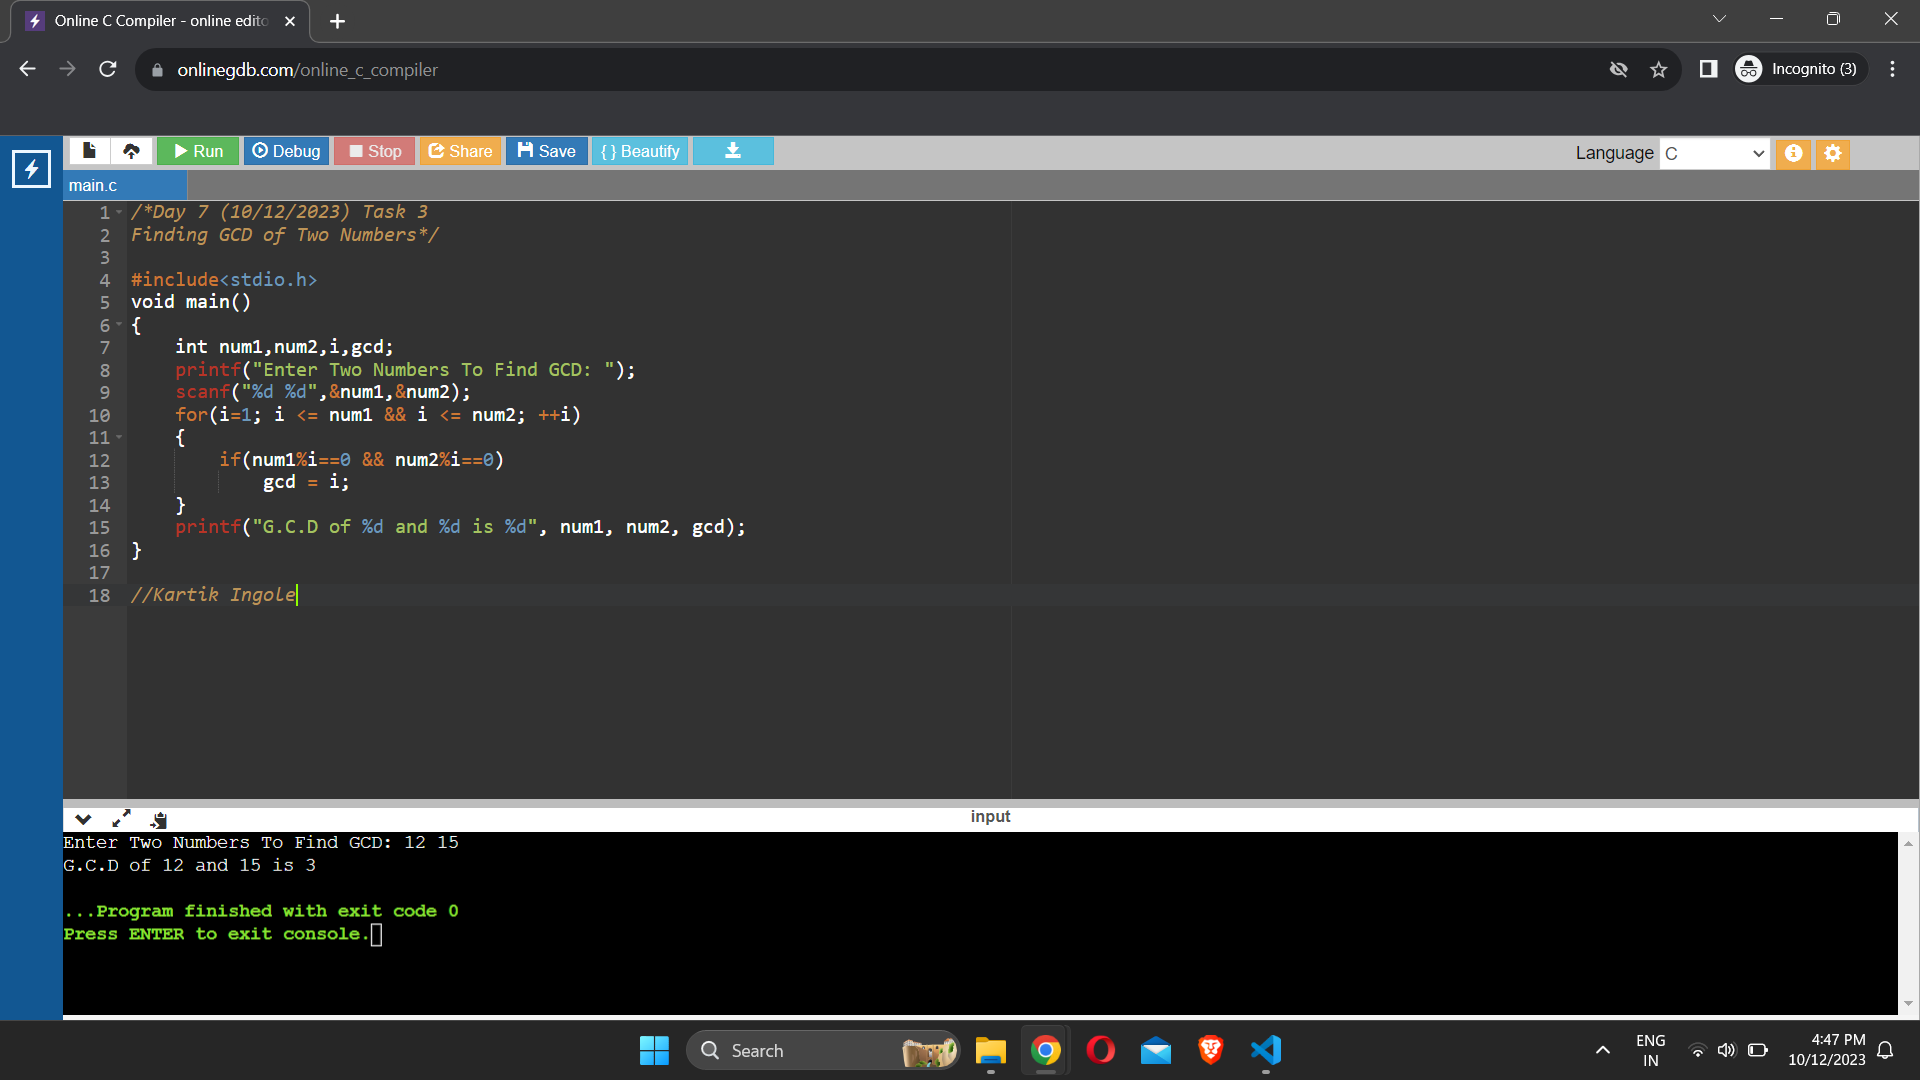 Online C Compiler - online edito
onlinegdb.com/online_c_compiler
Incognito (3)
Run
Debug
Stop
Share
Save
{ } Beautify
Language
C
main.c
1 /*Day 7 (10/12/2023) Task 3
2 Finding GCD of Two Numbers*/
3
4 #include<stdio.h>
5 void main()
6 {
7     int num1,num2,i,gcd;
8     printf("Enter Two Numbers To Find GCD: ");
9     scanf("%d %d",&num1,&num2);
10     for(i=1; i <= num1 && i <= num2; ++i)
11     {
12         if(num1%i==0 && num2%i==0)
13             gcd = i;
14     }
15     printf("G.C.D of %d and %d is %d", num1, num2, gcd);
16 }
17
18 //Kartik Ingole
input
Enter Two Numbers To Find GCD: 12 15
G.C.D of 12 and 15 is 3
...Program finished with exit code 0
Press ENTER to exit console.
Search
ENG
IN
4:47 PM
10/12/2023